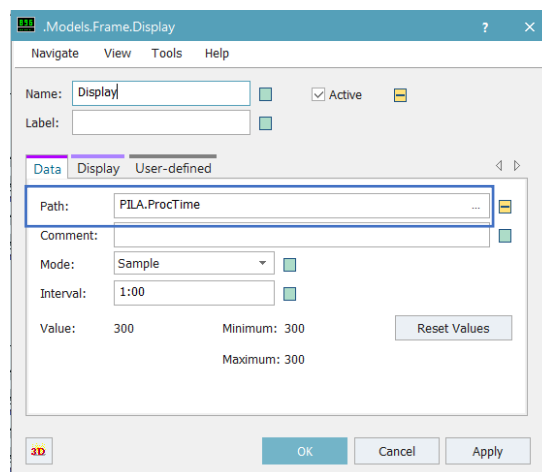 .Models.Frame.Display ? ×
Navigate View Tools Help
Name: Display Active
Label:
Data Display User-defined
Path: PILA.ProcTime ...
Comment:
Mode: Sample
Interval: 1:00
Value: 300 Minimum: 300 Reset Values
Maximum: 300
3D OK Cancel Apply